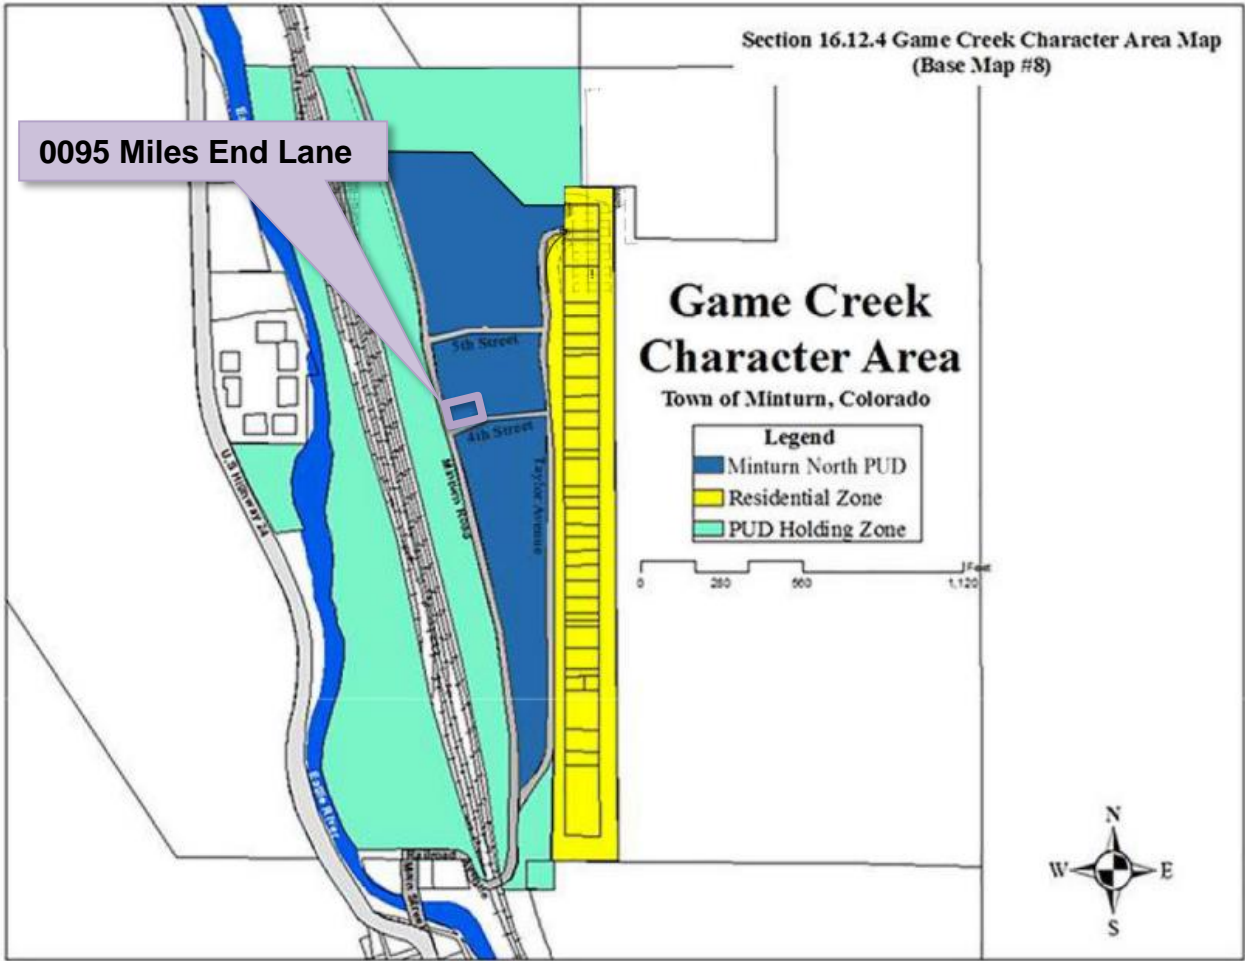 Section 16.12.4 Game Creek Character Area Map
(Base Map #8)
0095 Miles End Lane
Game Creek
Character Area
Town of Minturn, Colorado
Legend
Minturn North PUD
Residential Zone
PUD Holding Zone
0 280 560 1,120
Feet
5th Street
4th Street
Taylor Avenue
Minturn Road
U.S Highway 24
Eagle River
Railroad Avenue
Main Street
N
W E
S